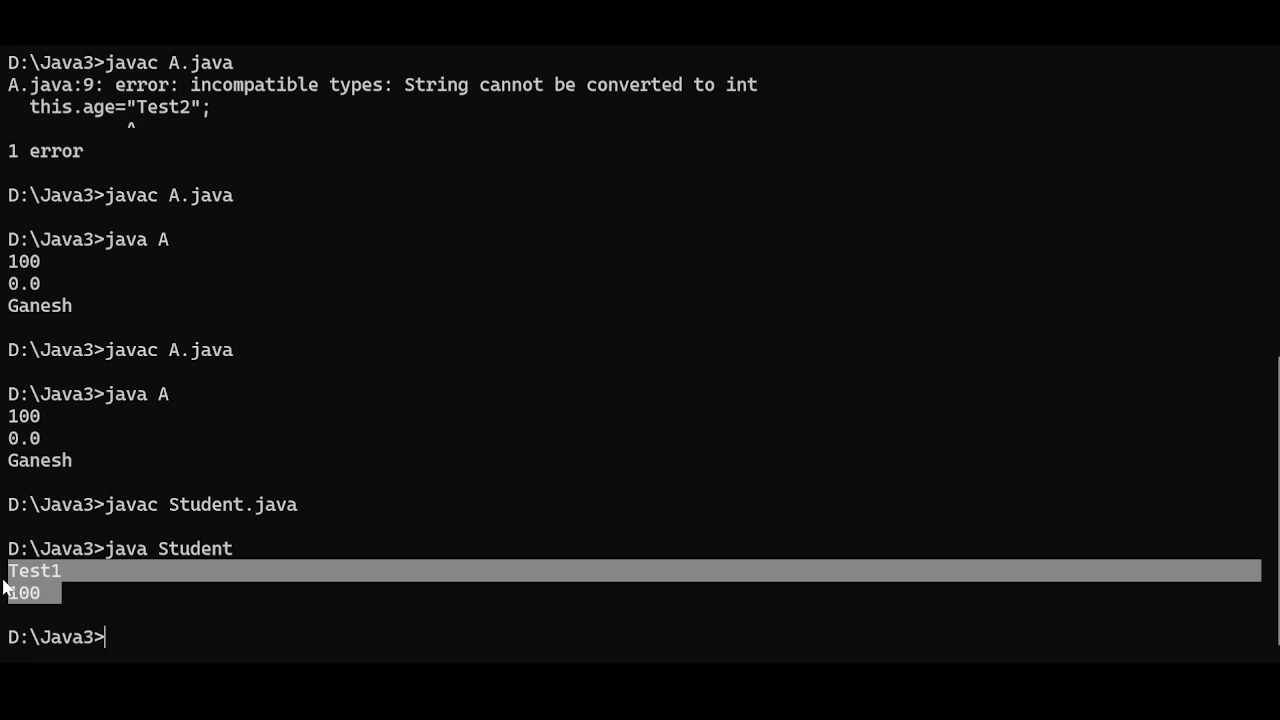 D:\Java3>javac A.java
A.java:9: error: incompatible types: String cannot be converted to int
  this.age="Test2";
           ^
1 error
D:\Java3>javac A.java
D:\Java3>java A
100
0.0
Ganesh
D:\Java3>javac A.java
D:\Java3>java A
100
0.0
Ganesh
D:\Java3>javac Student.java
D:\Java3>java Student
Test1
100
D:\Java3>